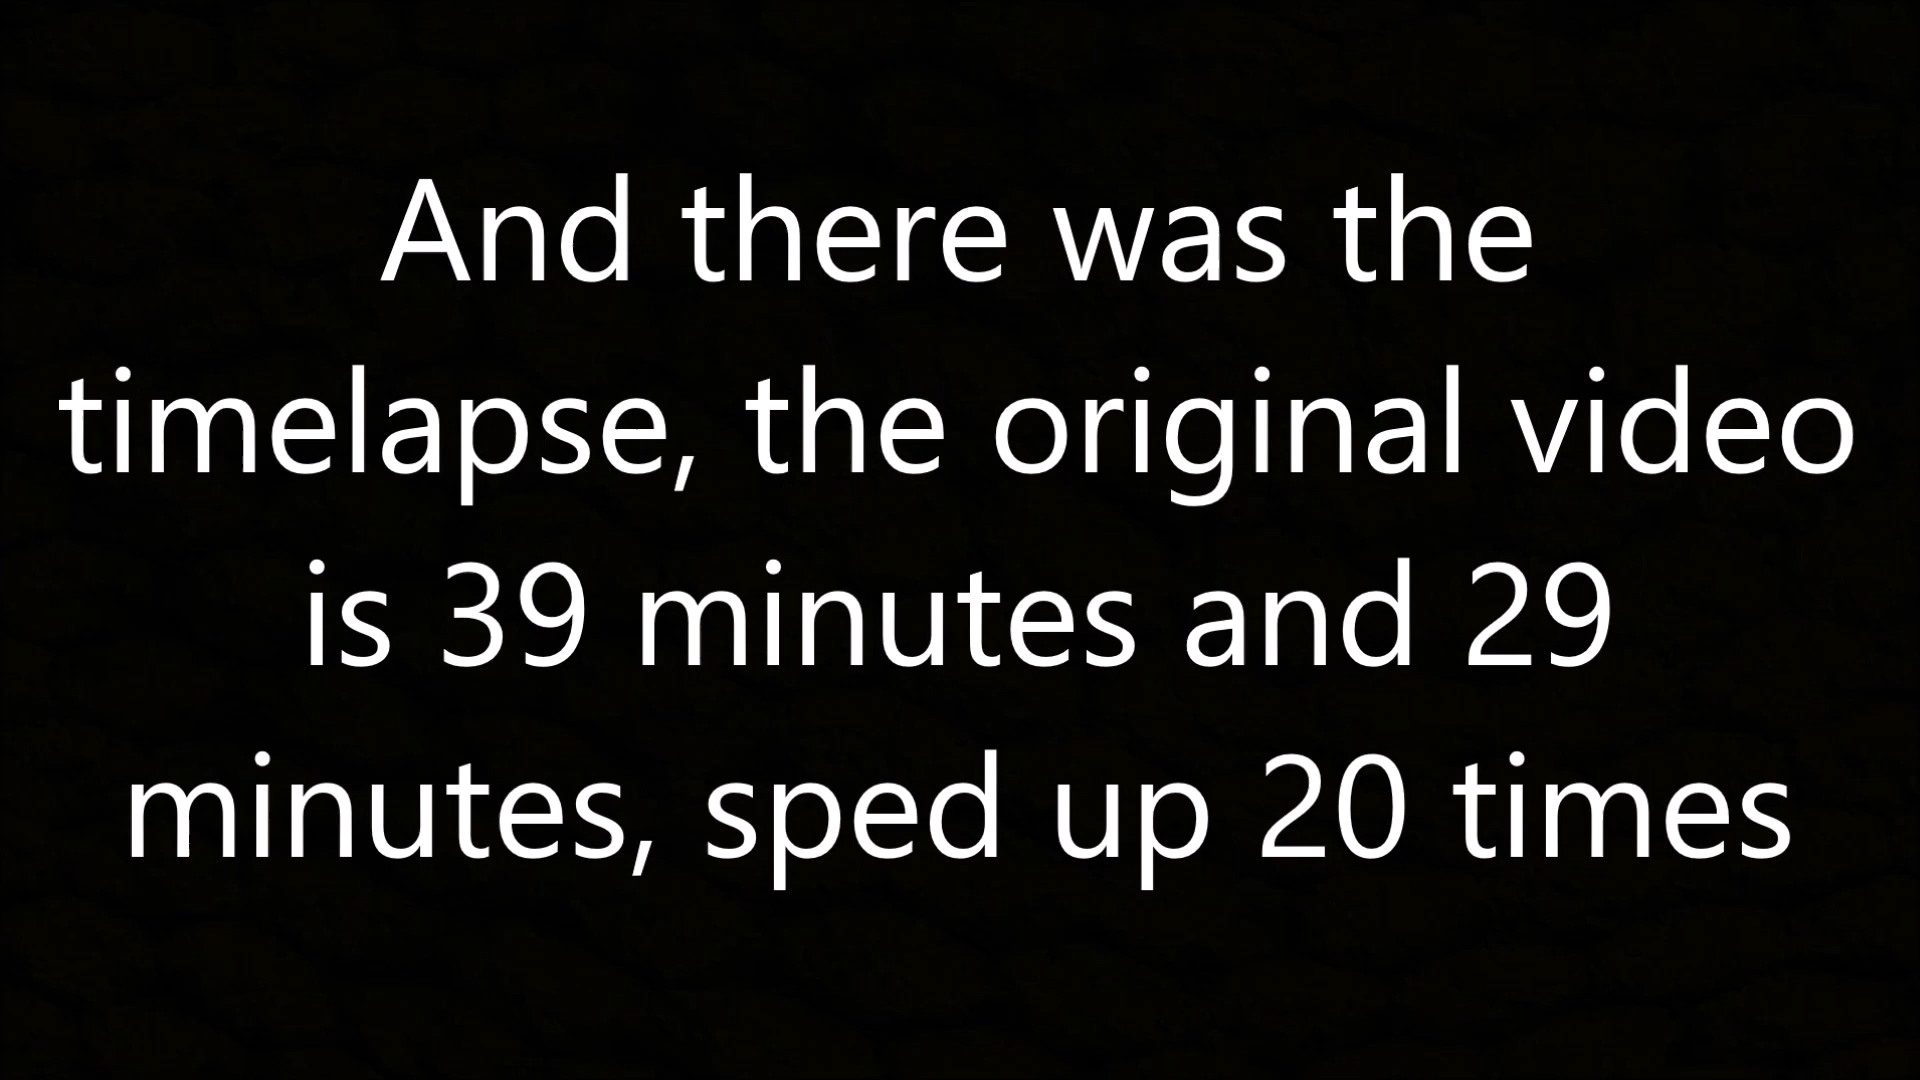 And there was the
timelapse, the original video
is 39 minutes and 29
minutes, sped up 20 times